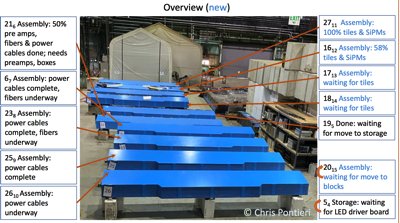 Overview (new)
21₆ Assembly: 50%
pre amps,
fibers & power
cables done; needs
preamps, boxes
6₇ Assembly: power
cables complete,
fibers underway
23₈ Assembly:
power cables
complete, fibers
underway
25₉ Assembly:
power cables
complete
26₁₀ Assembly:
power cables
underway
27₁₁ Assembly:
100% tiles & SiPMs
16₁₂ Assembly: 58%
tiles & SiPMs
17₁₃ Assembly:
waiting for tiles
18₁₄ Assembly:
waiting for tiles
19₅ Done: waiting
for move to storage
20₁₅ Assembly:
waiting for move to
blocks
5₄ Storage: waiting
for LED driver board
© Chris Pontieri